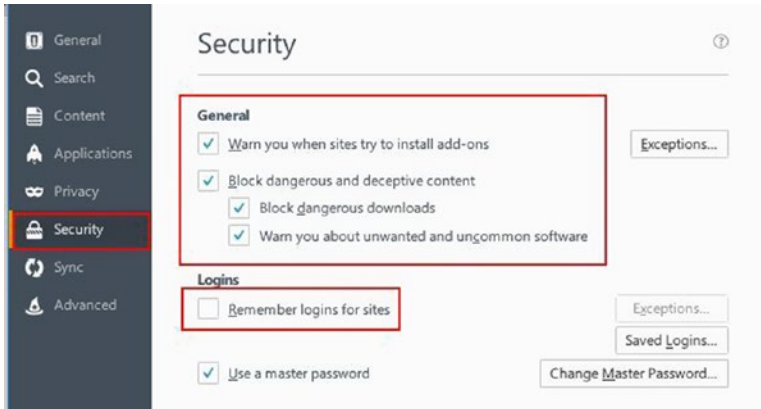 General
Search
Content
Applications
Privacy
Security
Sync
Advanced
Security
?
General
Warn you when sites try to install add-ons
Exceptions...
Block dangerous and deceptive content
Block dangerous downloads
Warn you about unwanted and uncommon software
Logins
Remember logins for sites
Exceptions...
Saved Logins...
Use a master password
Change Master Password...